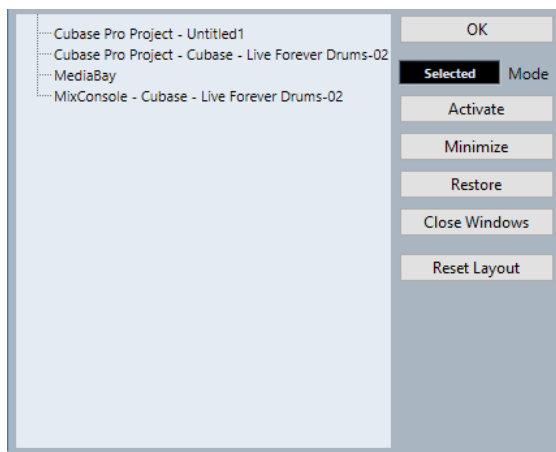 Cubase Pro Project - Untitled1
Cubase Pro Project - Cubase - Live Forever Drums-02
MediaBay
MixConsole - Cubase - Live Forever Drums-02
OK
Selected Mode
Activate
Minimize
Restore
Close Windows
Reset Layout